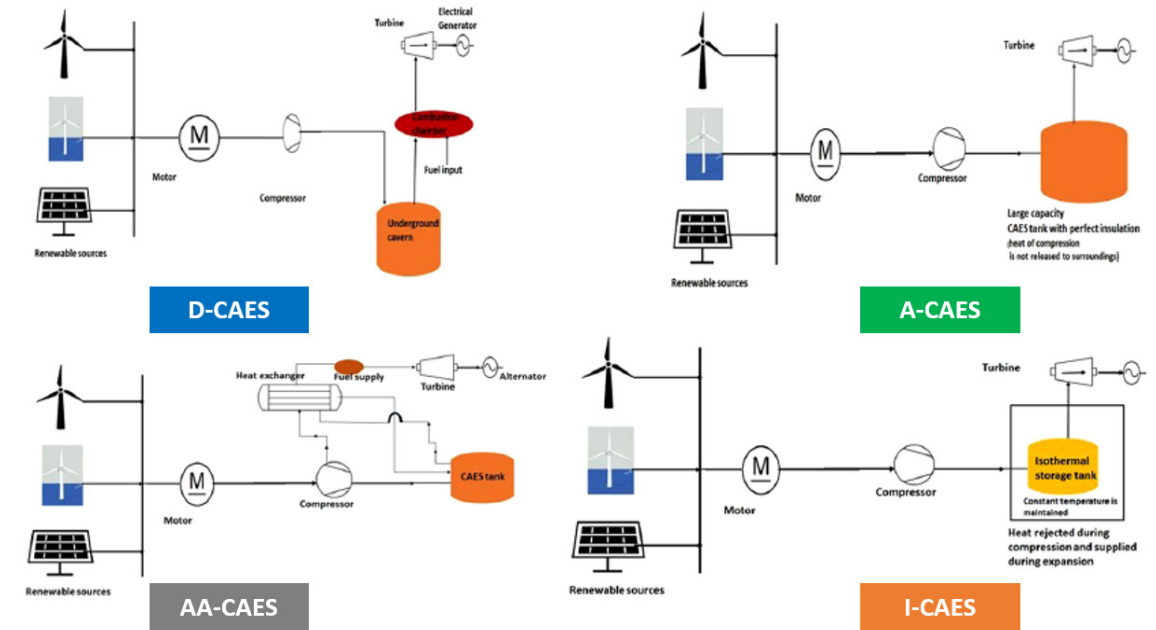 Turbine
Electrical
Generator
Combustion
chamber
Fuel input
M
Motor
Compressor
Underground
cavern
Renewable sources
D-CAES
Turbine
M
Motor
Compressor
Large capacity
CAES tank with perfect insulation
(heat of compression
is not released to surroundings)
Renewable sources
A-CAES
Heat exchanger
Fuel supply
Turbine
Alternator
M
Motor
Compressor
CAES tank
Renewable sources
AA-CAES
Turbine
M
Motor
Compressor
Isothermal
storage tank
Constant temperature is
maintained
Heat rejected during
compression and supplied
during expansion
Renewable sources
I-CAES